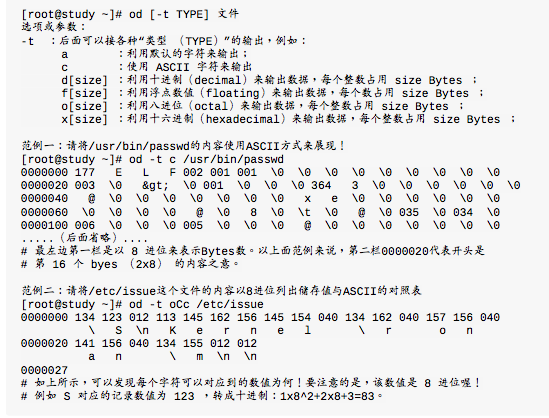 [root@study ~]# od [-t TYPE] 文件
选项或参数：
-t ：后面可以接各种“类型 （TYPE）”的输出，例如：
a ：利用默认的字符来输出；
c ：使用 ASCII 字符来输出
d[size] ：利用十进制（decimal）来输出数据，每个整数占用 size Bytes ；
f[size] ：利用浮点数值（floating）来输出数据，每个数占用 size Bytes ；
o[size] ：利用八进位（octal）来输出数据，每个整数占用 size Bytes ；
x[size] ：利用十六进制（hexadecimal）来输出数据，每个整数占用 size Bytes ；
范例一：请将/usr/bin/passwd的内容使用ASCII方式来展现！
[root@study ~]# od -t c /usr/bin/passwd
0000000 177 E L F 002 001 001 \0 \0 \0 \0 \0 \0 \0 \0 \0
0000020 003 \0 &gt; \0 001 \0 \0 \0 364 3 \0 \0 \0 \0 \0 \0
0000040 @ \0 \0 \0 \0 \0 \0 \0 x e \0 \0 \0 \0 \0 \0
0000060 \0 \0 \0 \0 @ \0 8 \0 \t \0 @ \0 035 \0 034 \0
0000100 006 \0 \0 \0 005 \0 \0 \0 @ \0 \0 \0 \0 \0 \0 \0
.....（后面省略）....
# 最左边第一栏是以 8 进位来表示Bytes数。以上面范例来说，第二栏0000020代表开头是
# 第 16 个 byes （2x8） 的内容之意。
范例二：请将/etc/issue这个文件的内容以8进位列出储存值与ASCII的对照表
[root@study ~]# od -t oCc /etc/issue
0000000 134 123 012 113 145 162 156 145 154 040 134 162 040 157 156 040
\ S \n K e r n e l \ r o n
0000020 141 156 040 134 155 012 012
a n \ m \n \n
0000027
# 如上所示，可以发现每个字符可以对应到的数值为何！要注意的是，该数值是 8 进位喔！
# 例如 S 对应的记录数值为 123 ，转成十进制：1x8^2+2x8+3=83。